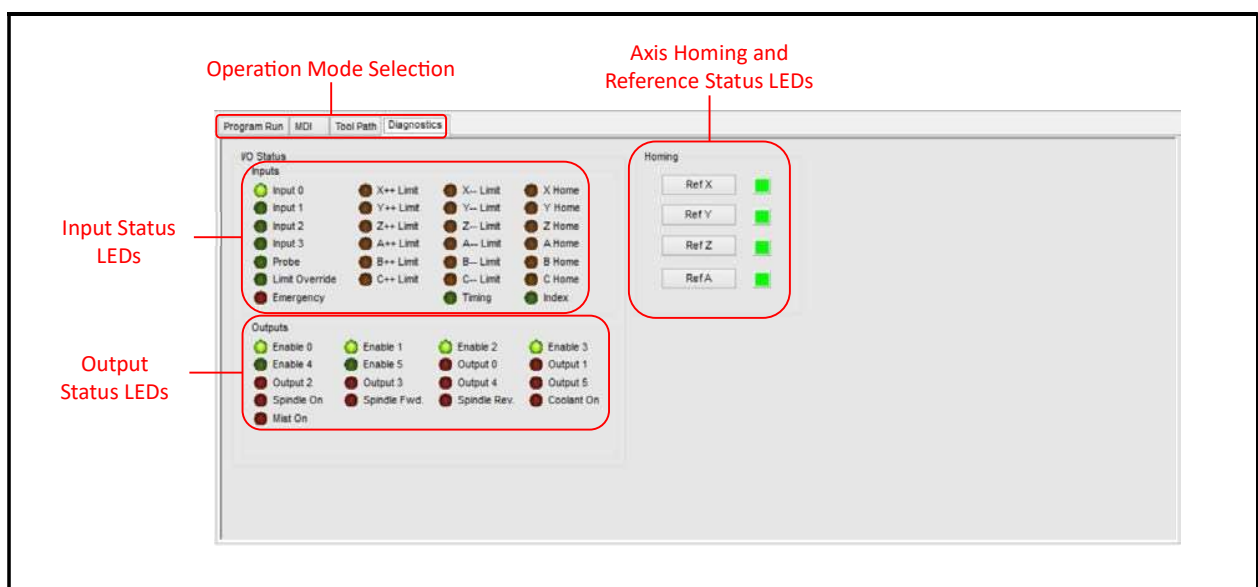 Operation Mode Selection
Axis Homing and
Reference Status LEDs
Program Run MDI Tool Path Diagnostics
I/O Status
Inputs
Input 0 X++ Limit X-- Limit X Home
Input 1 Y++ Limit Y-- Limit Y Home
Input 2 Z++ Limit Z-- Limit Z Home
Input 3 A++ Limit A-- Limit A Home
Probe B++ Limit B-- Limit B Home
Limit Override C++ Limit C-- Limit C Home
Emergency Timing Index
Input Status
LEDs
Outputs
Enable 0 Enable 1 Enable 2 Enable 3
Enable 4 Enable 5 Output 0 Output 1
Output 2 Output 3 Output 4 Output 5
Spindle On Spindle Fwd. Spindle Rev. Coolant On
Mist On
Output
Status LEDs
Homing
Ref X
Ref Y
Ref Z
Ref A